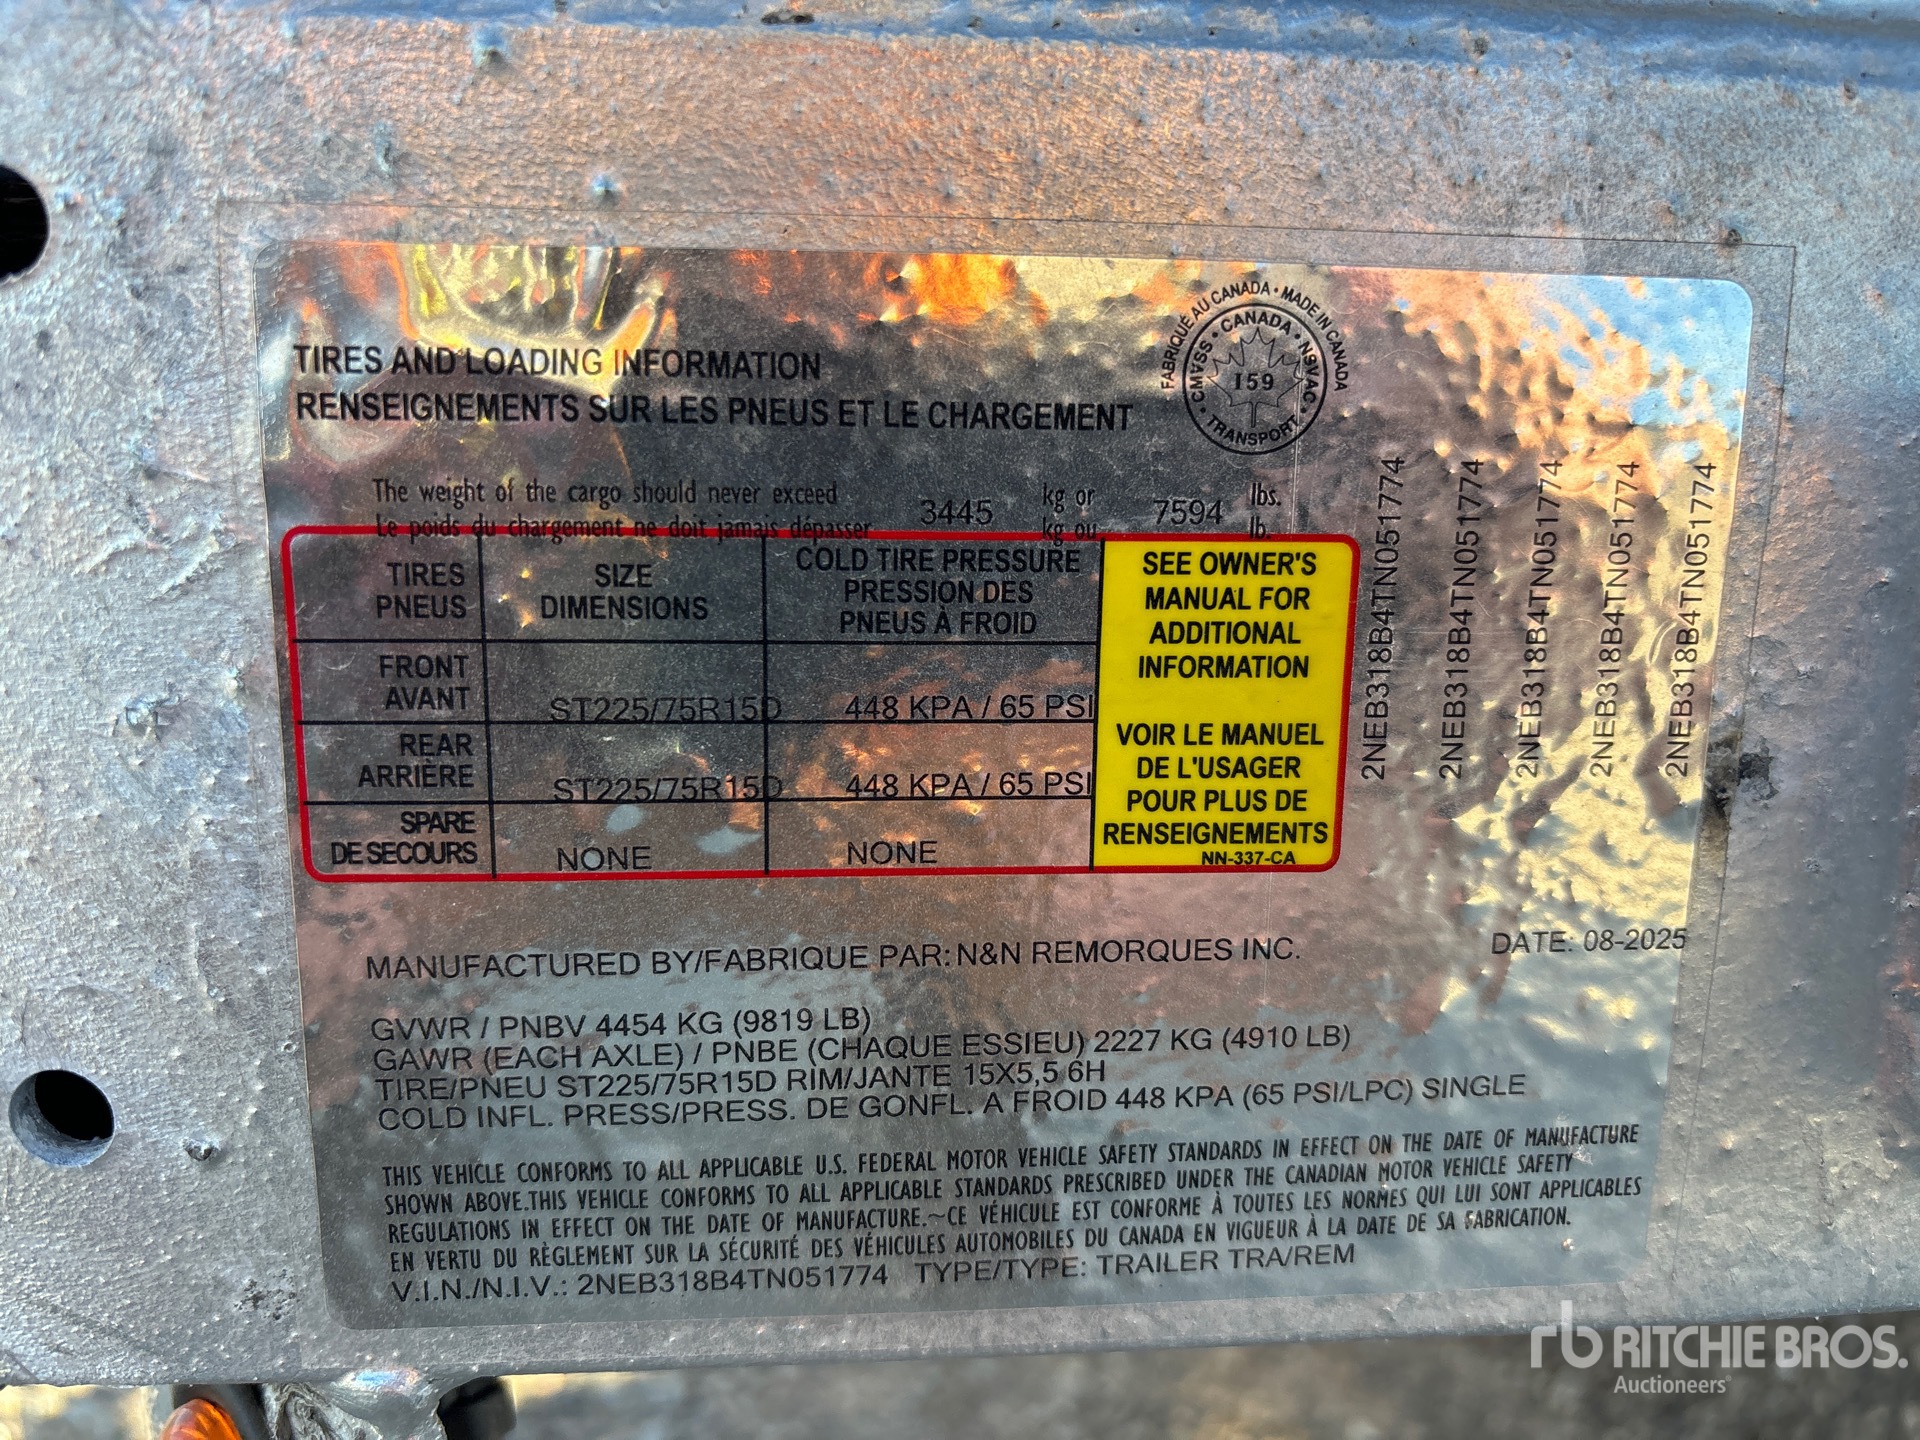 TIRES AND LOADING INFORMATION
RENSEIGNEMENTS SUR LES PNEUS ET LE CHARGEMENT
FABRIQUÉ AU CANADA • MADE IN CANADA
CANADA • NSVAC • TRANSPORT • CMVSS •
159
The weight of the cargo should never exceed 3445 kg or 7594 lbs.
Le poids du chargement ne doit jamais dépasser kg ou lb.
TIRES
PNEUS
SIZE
DIMENSIONS
COLD TIRE PRESSURE
PRESSION DES
PNEUS À FROID
FRONT
AVANT
ST225/75R15D
448 KPA / 65 PSI
REAR
ARRIÈRE
ST225/75R15D
448 KPA / 65 PSI
SPARE
DE SECOURS
NONE
NONE
SEE OWNER'S
MANUAL FOR
ADDITIONAL
INFORMATION
VOIR LE MANUEL
DE L'USAGER
POUR PLUS DE
RENSEIGNEMENTS
NN-337-CA
2NEB318B4TN051774
2NEB318B4TN051774
2NEB318B4TN051774
2NEB318B4TN051774
2NEB318B4TN051774
MANUFACTURED BY/FABRIQUE PAR: N&N REMORQUES INC.
DATE: 08-2025
GVWR / PNBV 4454 KG (9819 LB)
GAWR (EACH AXLE) / PNBE (CHAQUE ESSIEU) 2227 KG (4910 LB)
TIRE/PNEU ST225/75R15D RIM/JANTE 15X5,5 6H
COLD INFL. PRESS/PRESS. DE GONFL. A FROID 448 KPA (65 PSI/LPC) SINGLE
THIS VEHICLE CONFORMS TO ALL APPLICABLE U.S. FEDERAL MOTOR VEHICLE SAFETY STANDARDS IN EFFECT ON THE DATE OF MANUFACTURE
SHOWN ABOVE.THIS VEHICLE CONFORMS TO ALL APPLICABLE STANDARDS PRESCRIBED UNDER THE CANADIAN MOTOR VEHICLE SAFETY
REGULATIONS IN EFFECT ON THE DATE OF MANUFACTURE.~CE VÉHICULE EST CONFORME À TOUTES LES NORMES QUI LUI SONT APPLICABLES
EN VERTU DU RÈGLEMENT SUR LA SÉCURITÉ DES VÉHICULES AUTOMOBILES DU CANADA EN VIGUEUR À LA DATE DE SA FABRICATION.
V.I.N./N.I.V.: 2NEB318B4TN051774 TYPE/TYPE: TRAILER TRA/REM
rb RITCHIE BROS.
Auctioneers